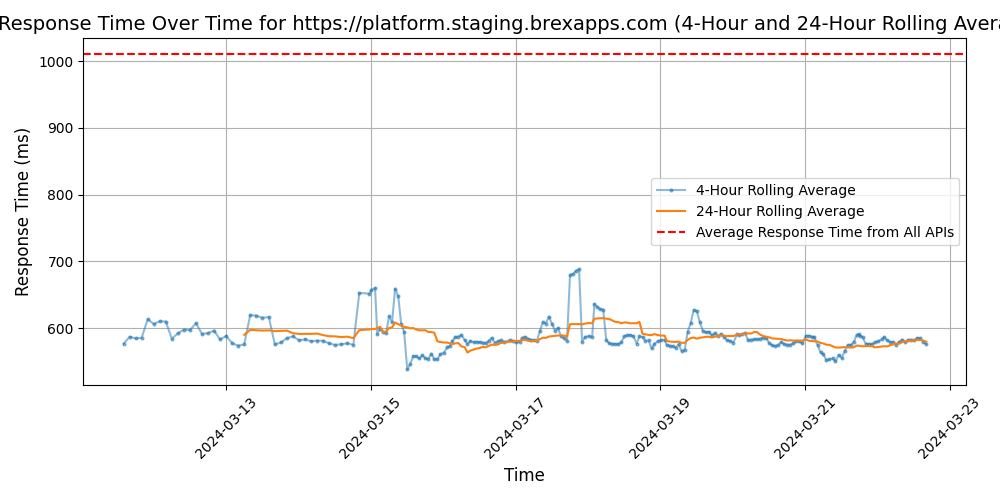 Response Time Over Time for https://platform.staging.brexapps.com (4-Hour and 24-Hour Rolling Avera
Response Time (ms)
1000
900
800
700
600
4-Hour Rolling Average
24-Hour Rolling Average
Average Response Time from All APIs
2024-03-13
2024-03-15
2024-03-17
2024-03-19
2024-03-21
2024-03-23
Time